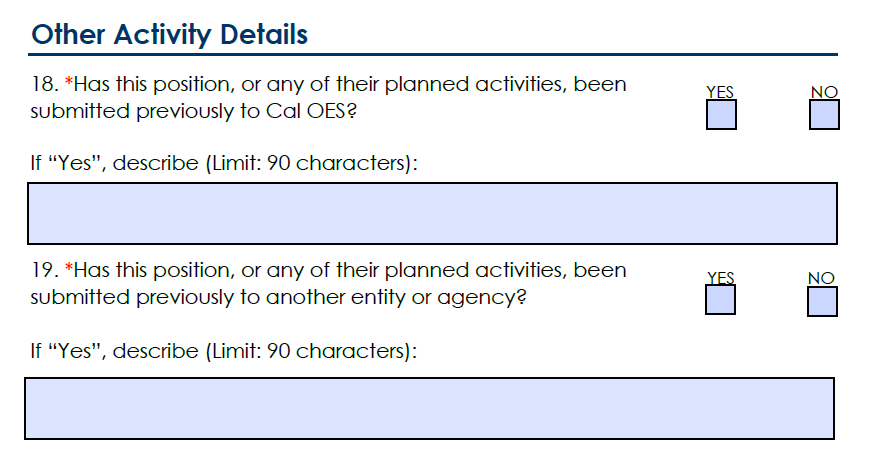 Other Activity Details
18. *Has this position, or any of their planned activities, been
submitted previously to Cal OES?
YES
NO
If “Yes”, describe (Limit: 90 characters):
19. *Has this position, or any of their planned activities, been
submitted previously to another entity or agency?
YES
NO
If “Yes”, describe (Limit: 90 characters):